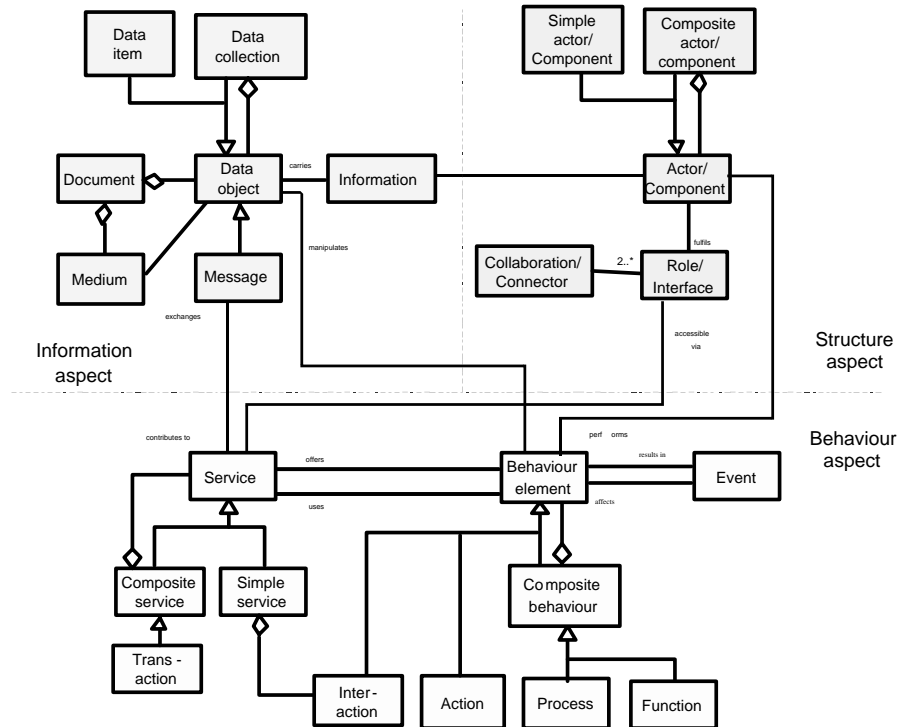 Data
item
Data
collection
Simple
actor/
Component
Composite
actor/
component
Document
Data
object
carries
Information
Actor/
Component
manipulates
fulfils
Medium
Message
Collaboration/
Connector
2..*
Role/
Interface
exchanges
accessible
via
Information
aspect
Structure
aspect
contributes to
perf orms
Behaviour
aspect
Service
offers
uses
Behaviour
element
results in
affects
Event
Composite
service
Simple
service
Composite
behaviour
Trans -
action
Inter-
action
Action
Process
Function